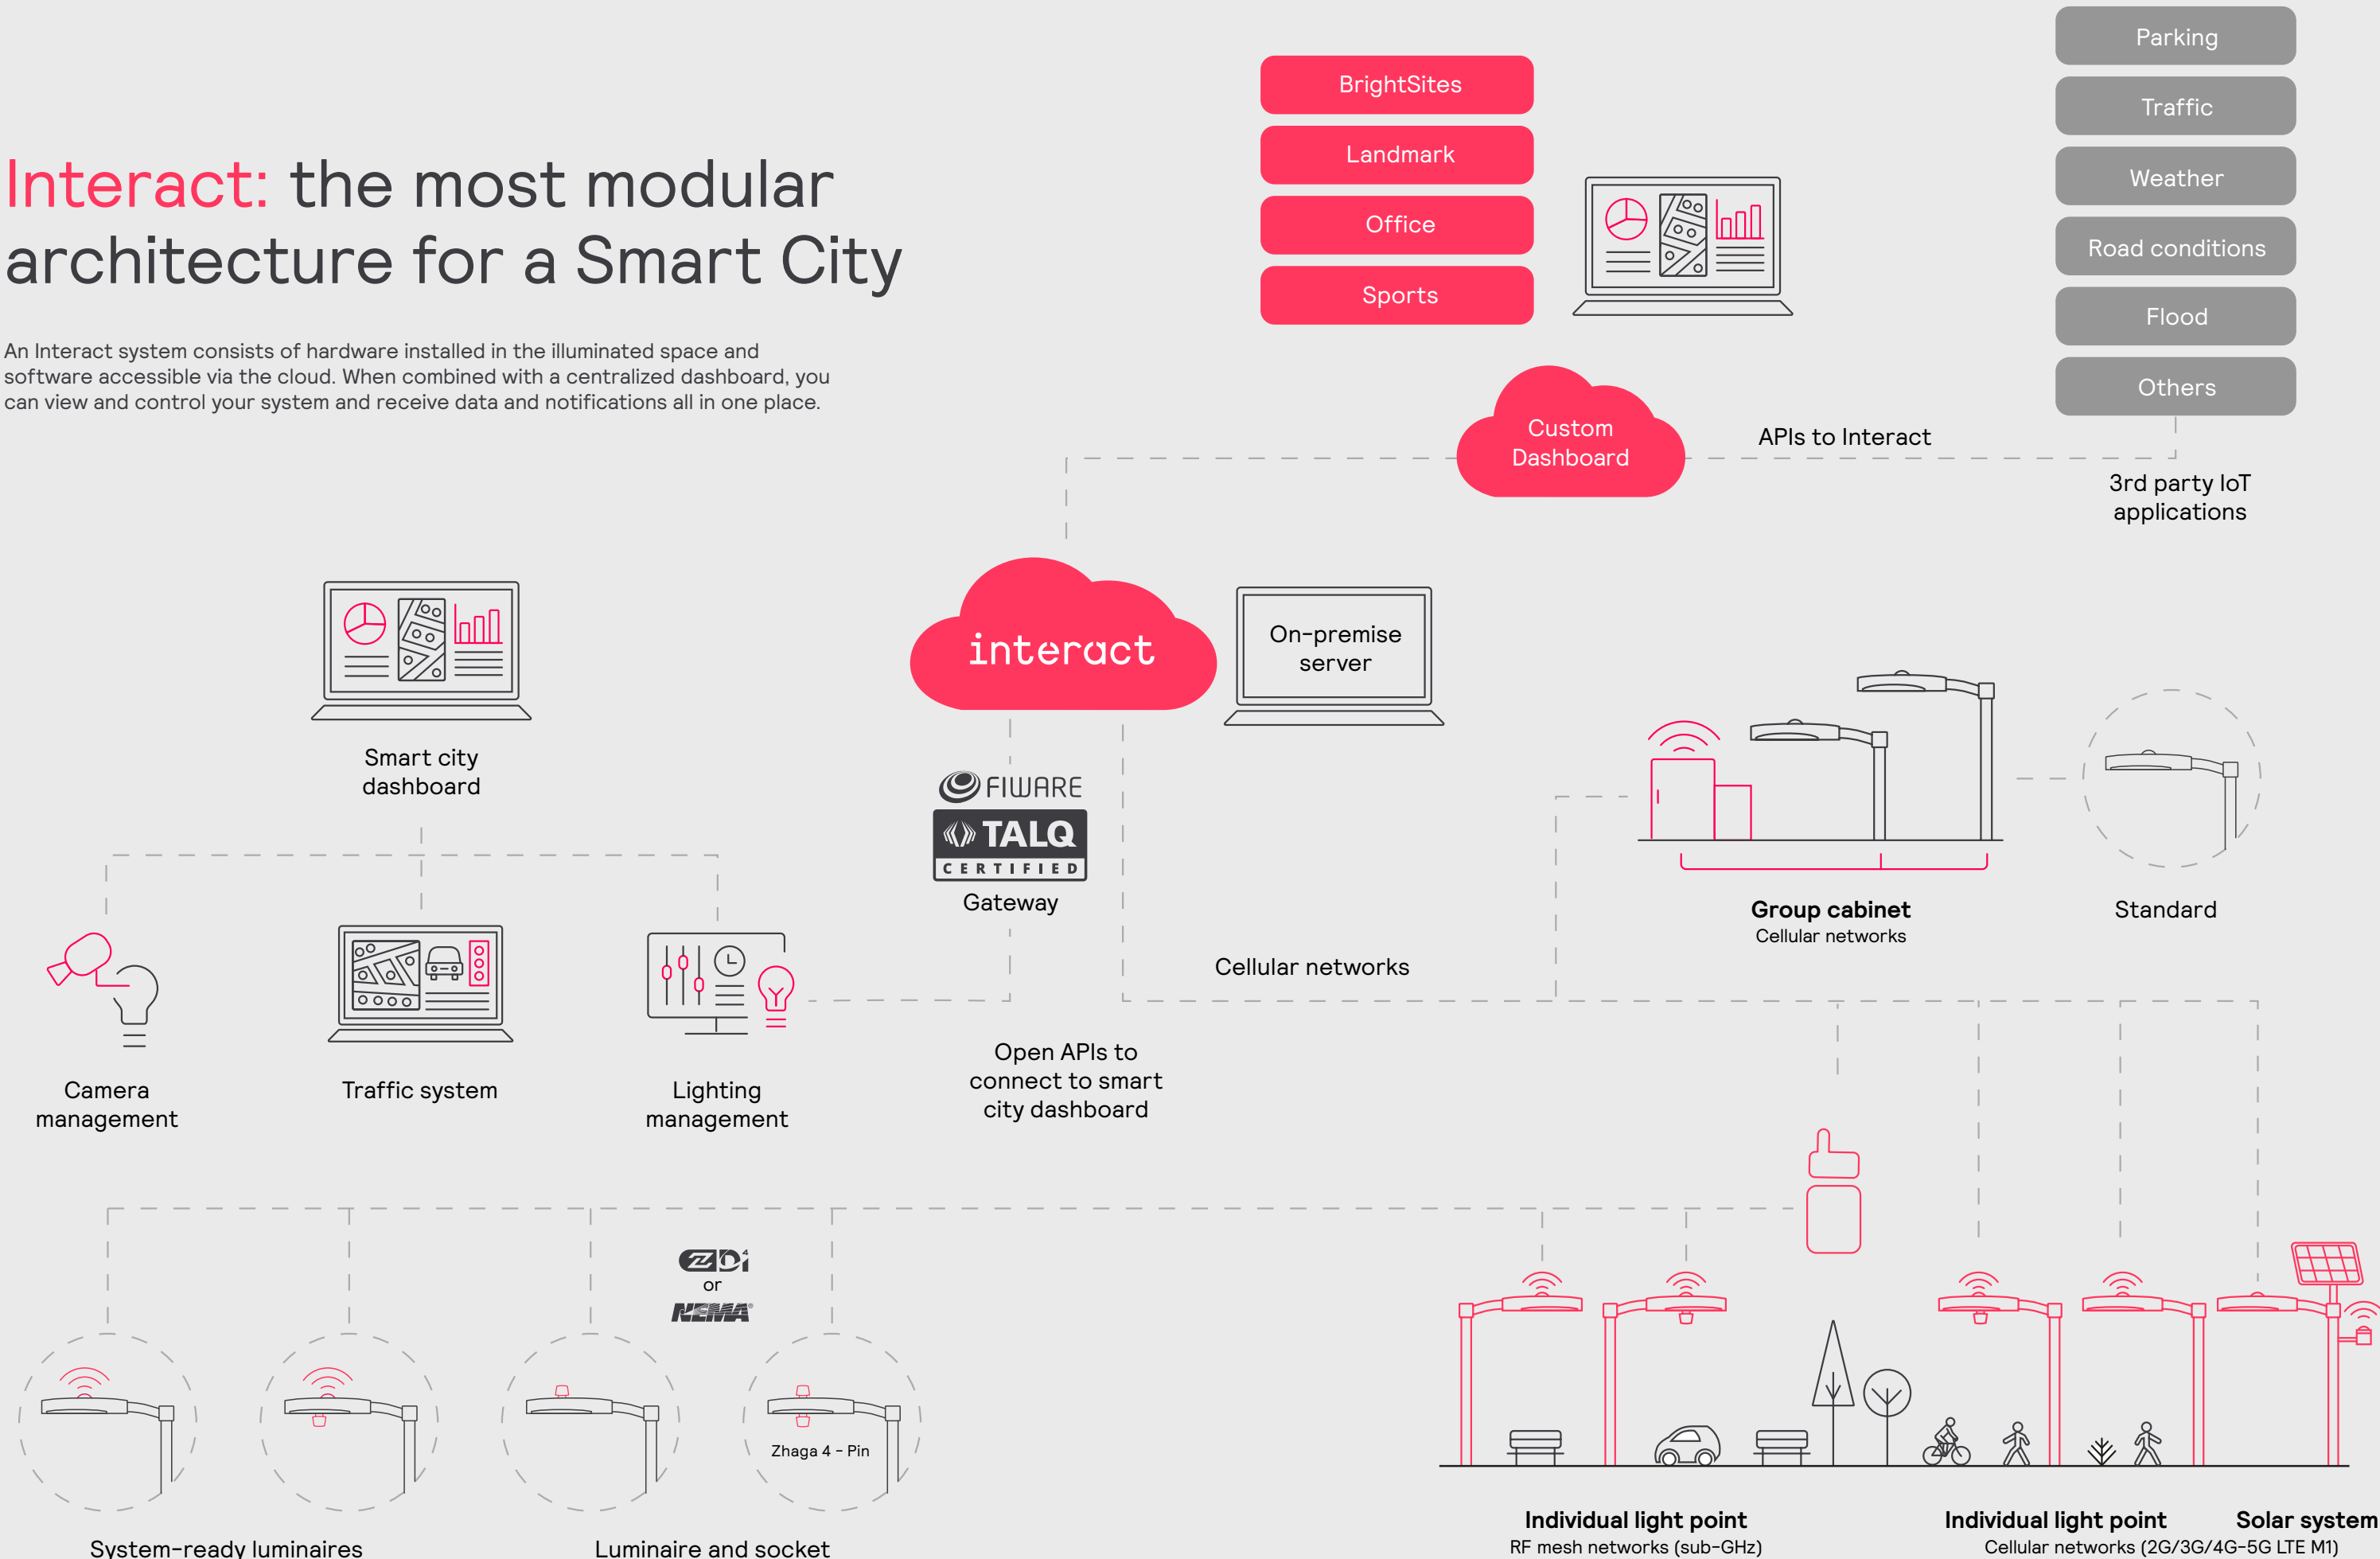 Interact: the most modular
architecture for a Smart City
An Interact system consists of hardware installed in the illuminated space and
software accessible via the cloud. When combined with a centralized dashboard, you
can view and control your system and receive data and notifications all in one place.
BrightSites
Landmark
Office
Sports
Parking
Traffic
Weather
Road conditions
Flood
Others
Custom
Dashboard
APIs to Interact
3rd party IoT
applications
interact
On-premise
server
Smart city
dashboard
FIWARE
TALQ
CERTIFIED
Gateway
Group cabinet
Cellular networks
Standard
Cellular networks
Camera
management
Traffic system
Lighting
management
Open APIs to
connect to smart
city dashboard
ZD4i
or
NEMA®
Zhaga 4 - Pin
System-ready luminaires
Luminaire and socket
Individual light point
RF mesh networks (sub-GHz)
Individual light point
Solar system
Cellular networks (2G/3G/4G-5G LTE M1)